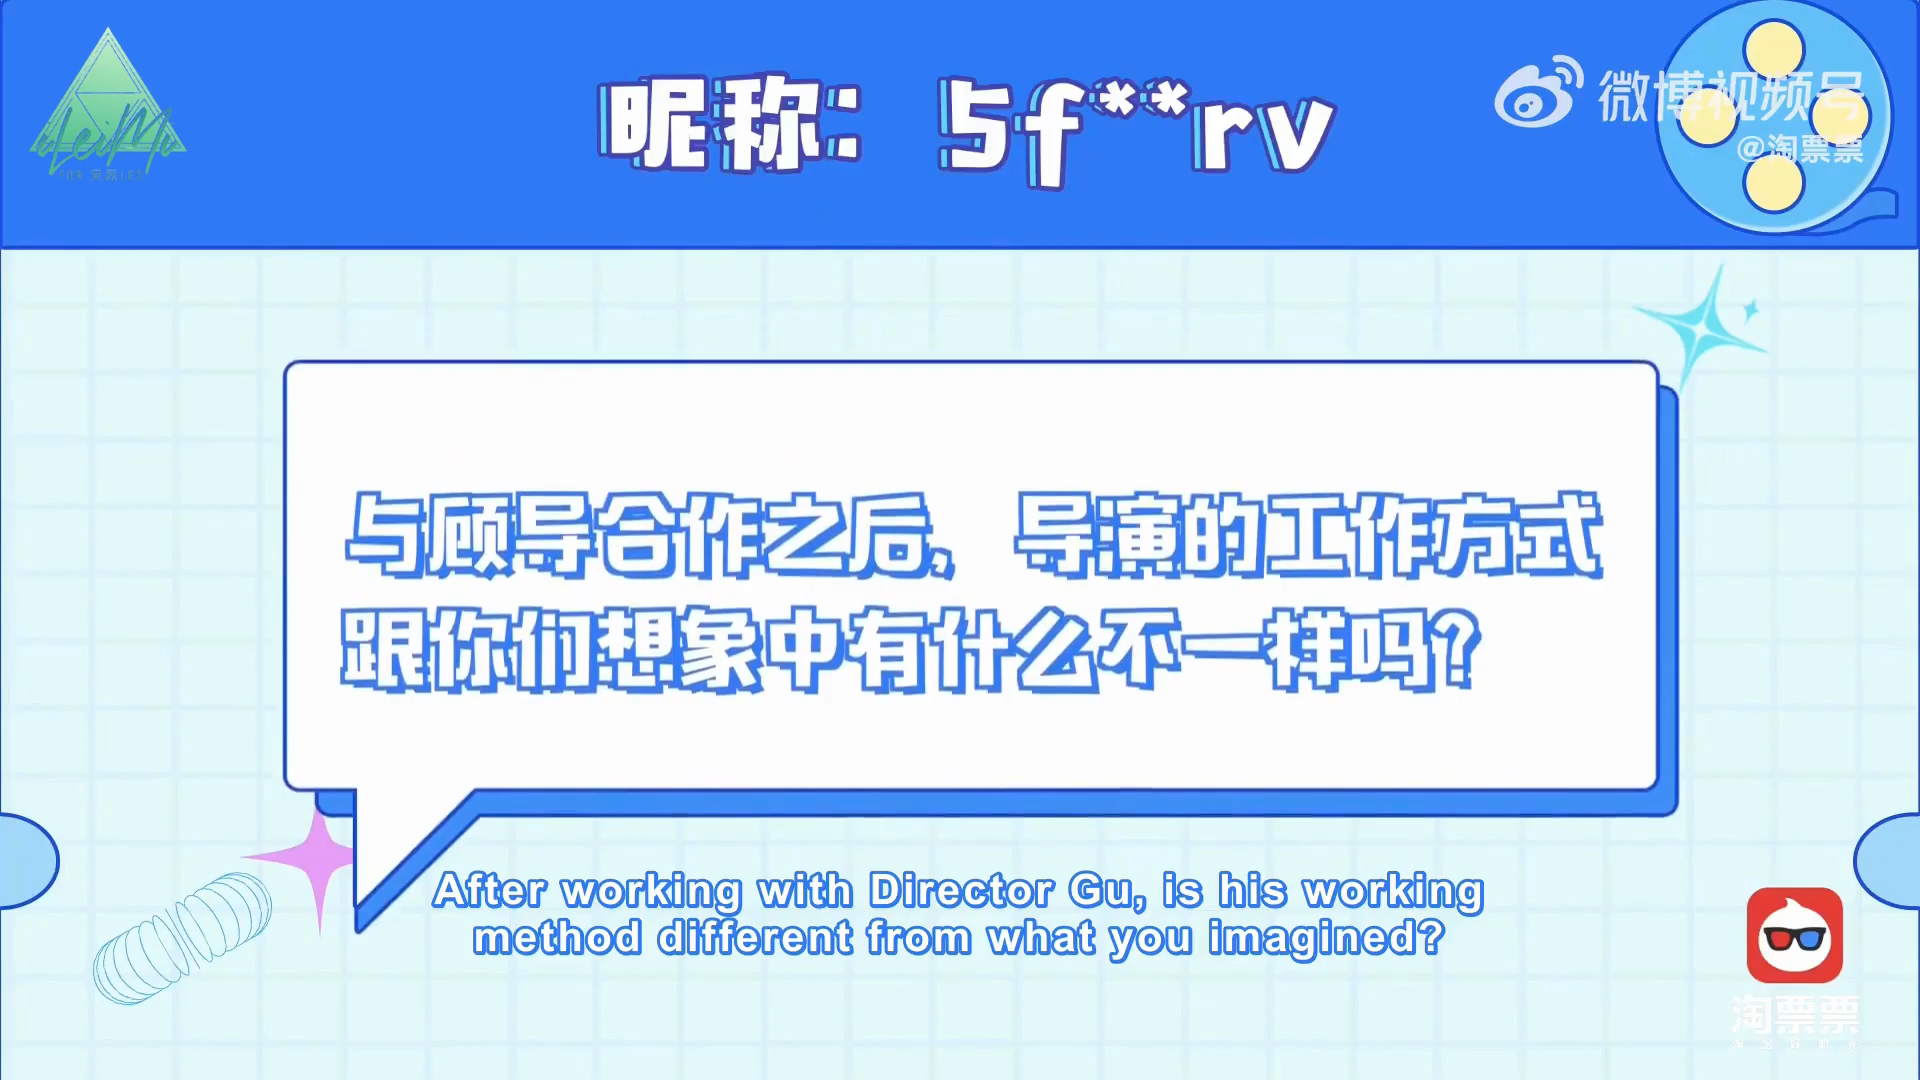 LeiMi
昵称：5f**rv
微博视频号
@淘票票
与顾导合作之后，导演的工作方式
跟你们想象中有什么不一样吗？
After working with Director Gu, is his working
method different from what you imagined?
淘票票